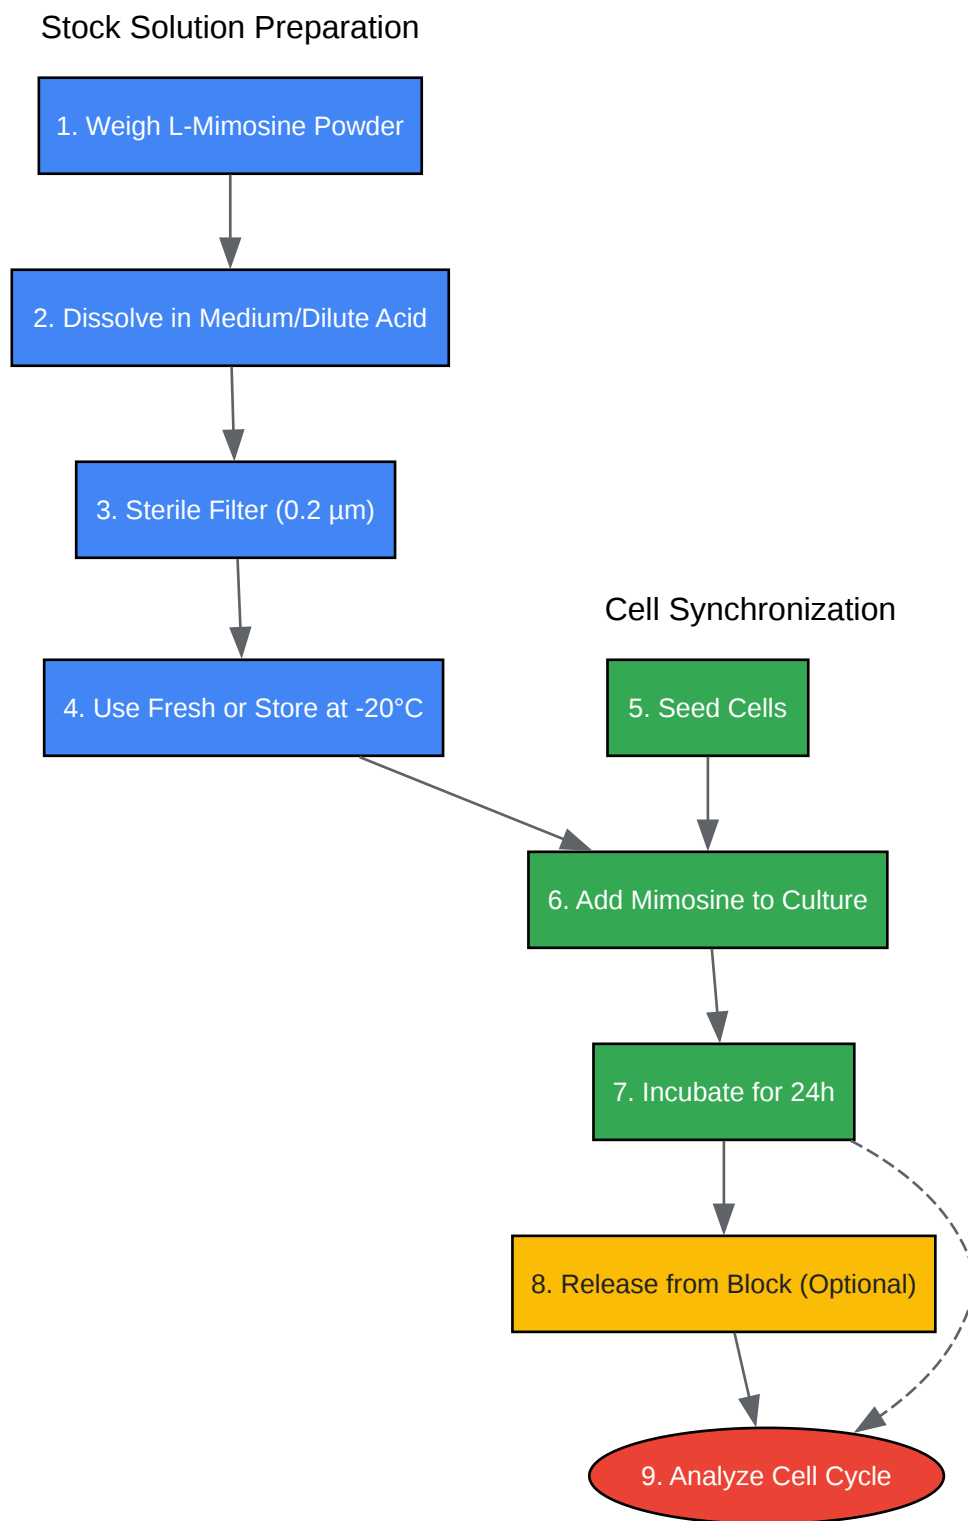 Stock Solution Preparation
1. Weigh L-Mimosine Powder
2. Dissolve in Medium/Dilute Acid
3. Sterile Filter (0.2 µm)
4. Use Fresh or Store at -20°C
Cell Synchronization
5. Seed Cells
6. Add Mimosine to Culture
7. Incubate for 24h
8. Release from Block (Optional)
9. Analyze Cell Cycle